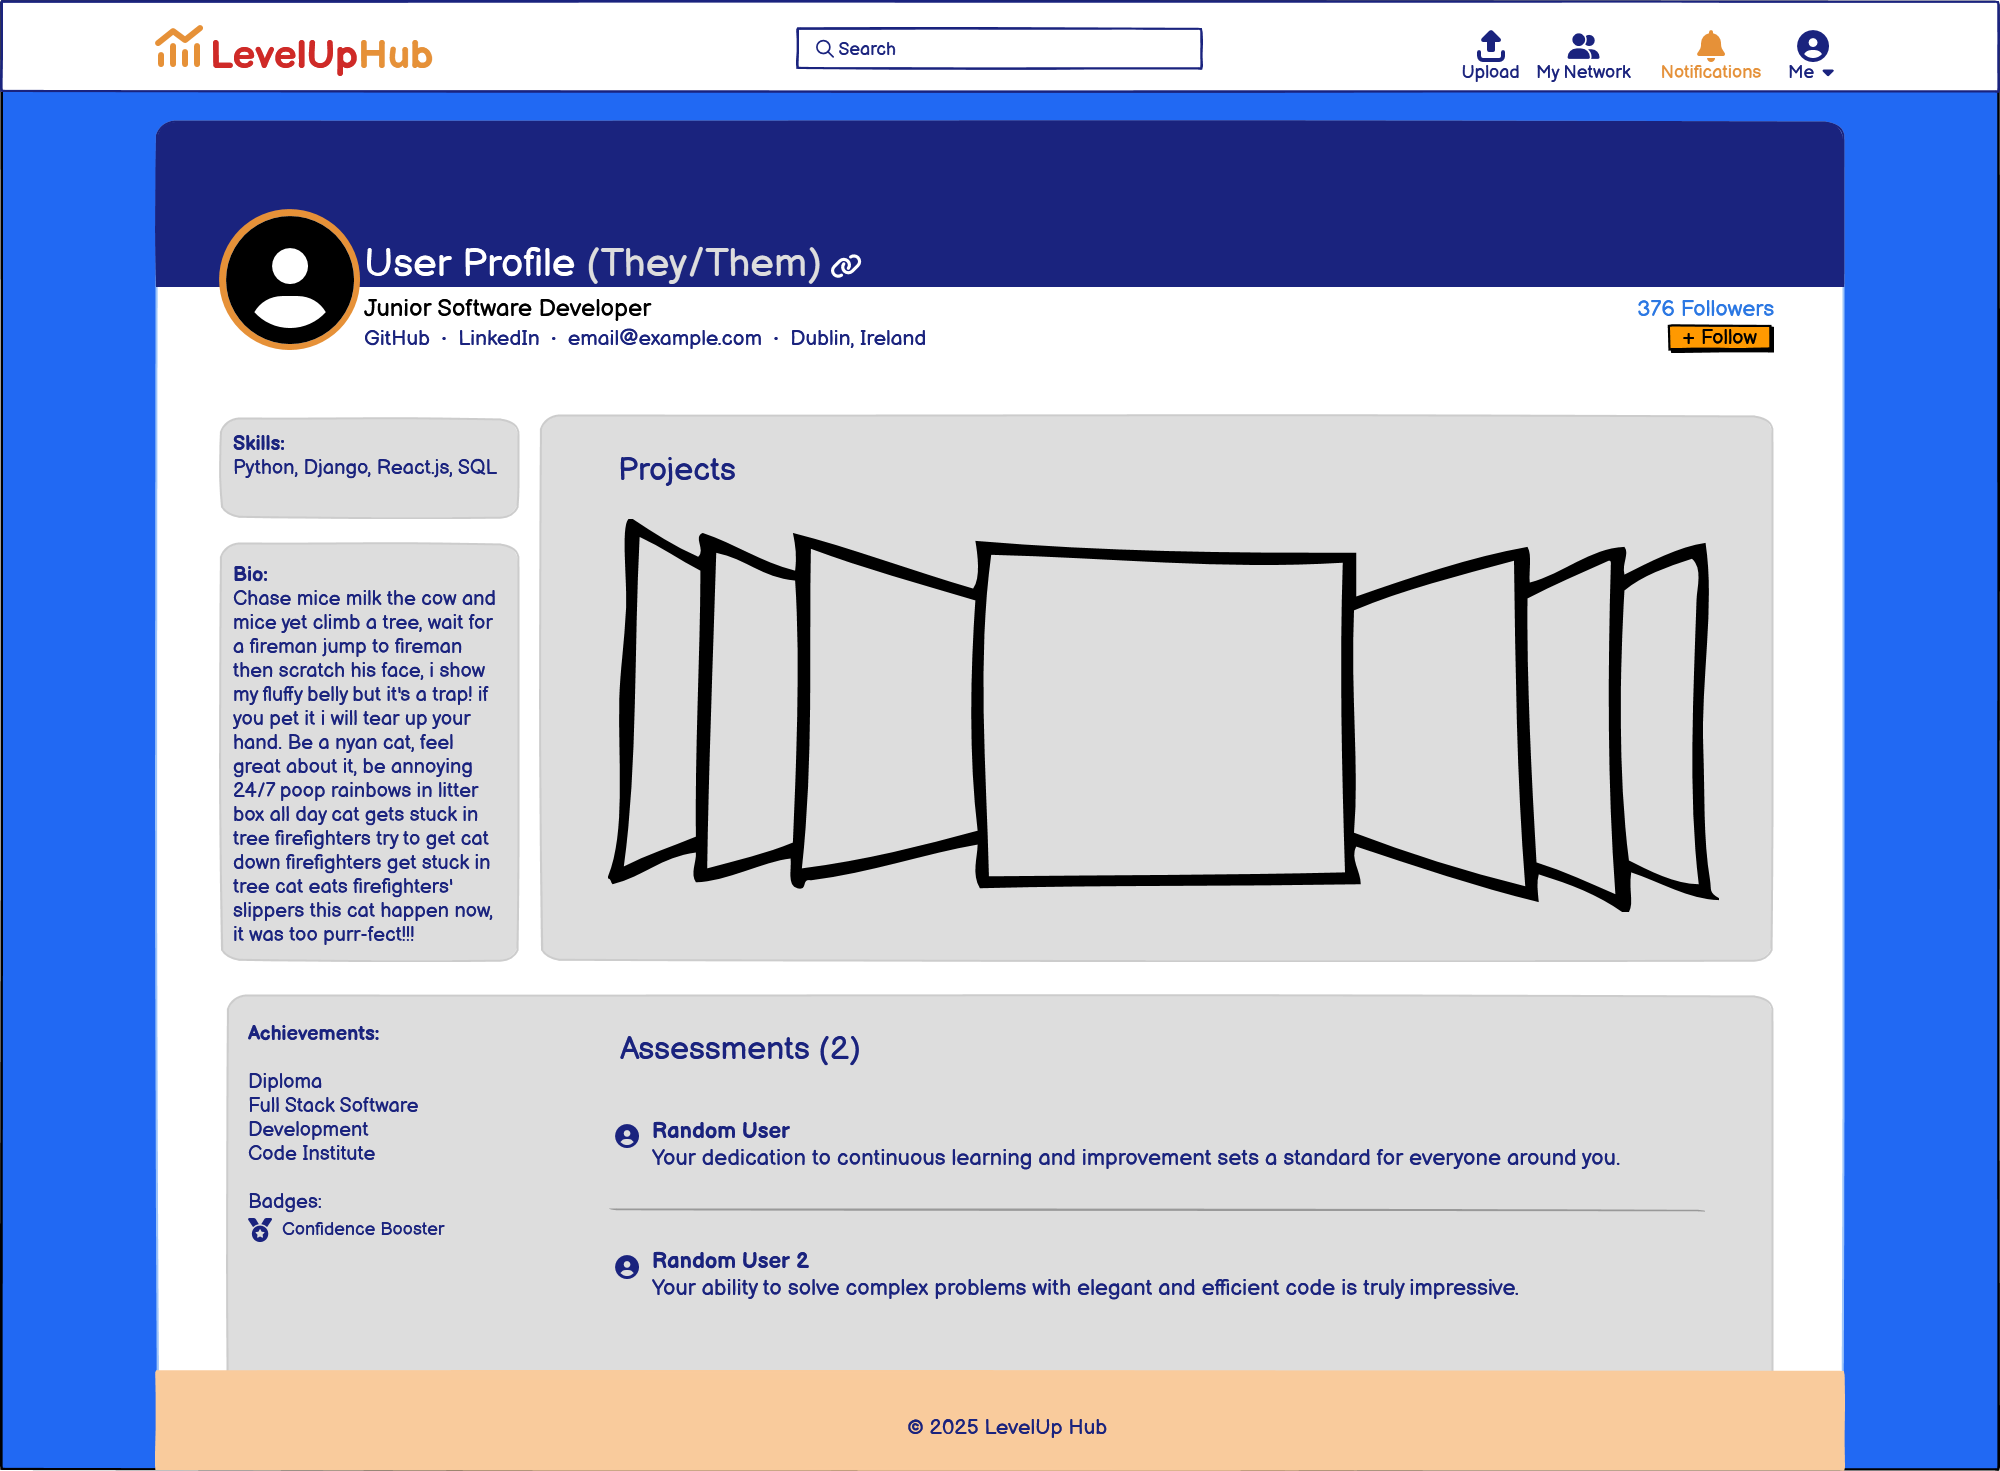 LevelUpHub
Search
Upload
My Network
Notifications
Me
User Profile (They/Them)
Junior Software Developer
GitHub · LinkedIn · email@example.com · Dublin, Ireland
376 Followers
+ Follow
Skills:
Python, Django, React.js, SQL
Bio:
Chase mice milk the cow and
mice yet climb a tree, wait for
a fireman jump to fireman
then scratch his face, i show
my fluffy belly but it's a trap! if
you pet it i will tear up your
hand. Be a nyan cat, feel
great about it, be annoying
24/7 poop rainbows in litter
box all day cat gets stuck in
tree firefighters try to get cat
down firefighters get stuck in
tree cat eats firefighters'
slippers this cat happen now,
it was too purr-fect!!!
Projects
Achievements:
Diploma
Full Stack Software
Development
Code Institute
Badges:
Confidence Booster
Assessments (2)
Random User
Your dedication to continuous learning and improvement sets a standard for everyone around you.
Random User 2
Your ability to solve complex problems with elegant and efficient code is truly impressive.
© 2025 LevelUp Hub